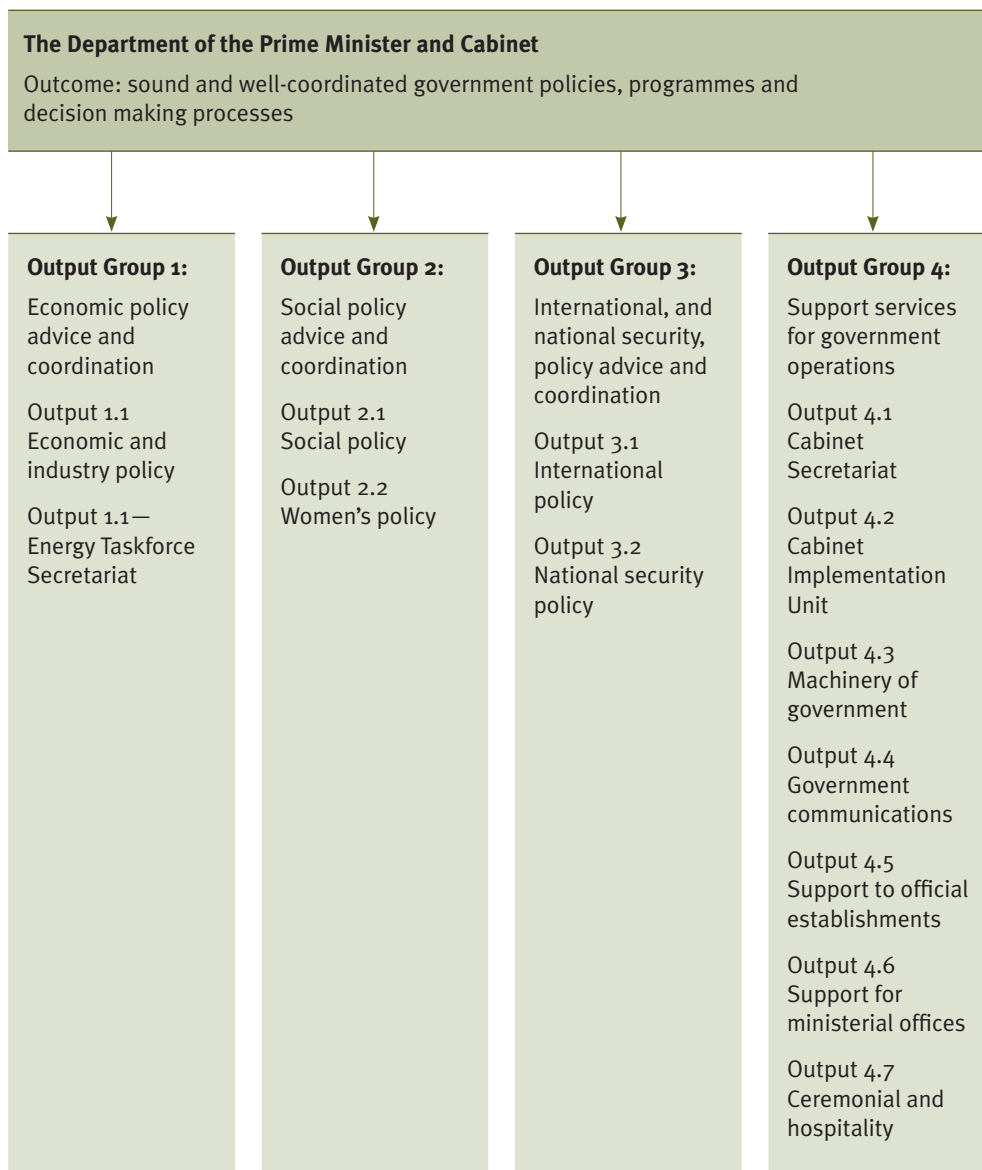 The Department of the Prime Minister and Cabinet
Outcome: sound and well-coordinated government policies, programmes and
decision making processes
Output Group 1:
Economic policy
advice and
coordination
Output 1.1
Economic and
industry policy
Output 1.1—
Energy Taskforce
Secretariat
Output Group 2:
Social policy
advice and
coordination
Output 2.1
Social policy
Output 2.2
Women’s policy
Output Group 3:
International, and
national security,
policy advice and
coordination
Output 3.1
International
policy
Output 3.2
National security
policy
Output Group 4:
Support services
for government
operations
Output 4.1
Cabinet
Secretariat
Output 4.2
Cabinet
Implementation
Unit
Output 4.3
Machinery of
government
Output 4.4
Government
communications
Output 4.5
Support to official
establishments
Output 4.6
Support for
ministerial offices
Output 4.7
Ceremonial and
hospitality